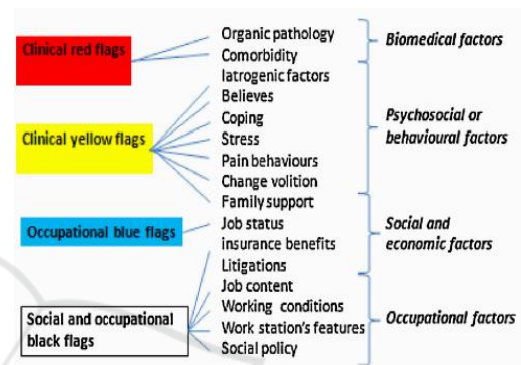 Clinical red flags
Clinical yellow flags
Occupational blue flags
Social and occupational
black flags
Organic pathology
Comorbidity
Iatrogenic factors
Believes
Coping
Stress
Pain behaviours
Change volition
Family support
Job status
insurance benefits
Litigations
Job content
Working conditions
Work station's features
Social policy
Biomedical factors
Psychosocial or
behavioural factors
Social and
economic factors
Occupational factors